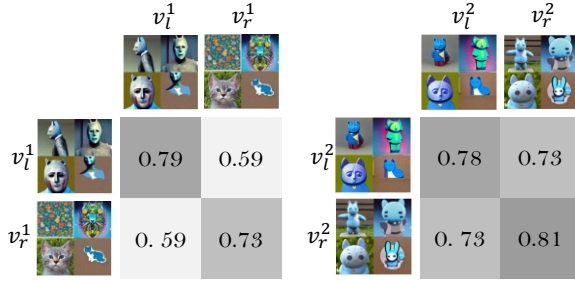 v_l^1 v_r^1 v_l^2 v_r^2
v_l^1 0.79 0.59 v_l^2 0.78 0.73
v_r^1 0. 59 0.73 v_r^2 0. 73 0.81